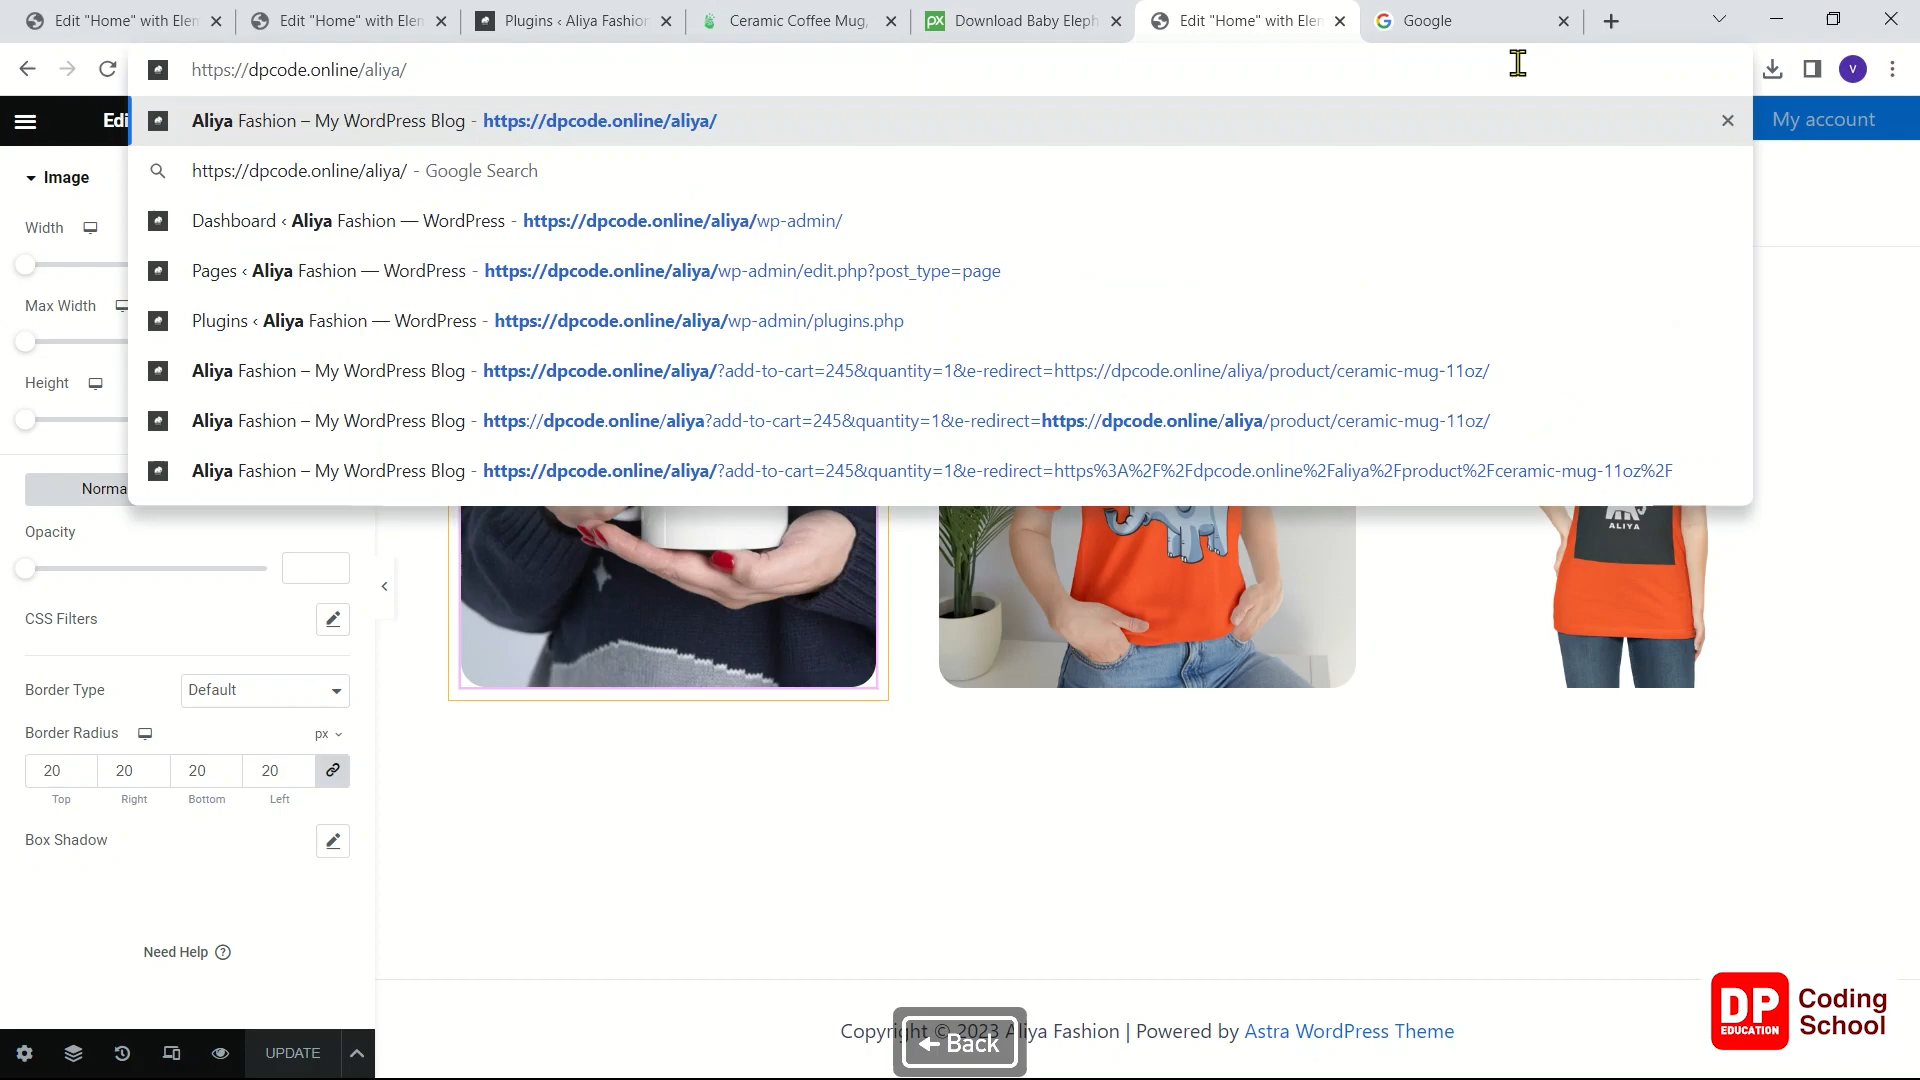 Edit "Home" with Elem
Edit "Home" with Elem
Plugins ‹ Aliya Fashion
Ceramic Coffee Mug,
Download Baby Eleph
Edit "Home" with Elem
Google
https://dpcode.online/aliya/
V
Edi
Aliya Fashion – My WordPress Blog - https://dpcode.online/aliya/
My account
https://dpcode.online/aliya/ - Google Search
Image
Dashboard ‹ Aliya Fashion — WordPress - https://dpcode.online/aliya/wp-admin/
Width
Pages ‹ Aliya Fashion — WordPress - https://dpcode.online/aliya/wp-admin/edit.php?post_type=page
Max Width
Plugins ‹ Aliya Fashion — WordPress - https://dpcode.online/aliya/wp-admin/plugins.php
Aliya Fashion – My WordPress Blog - https://dpcode.online/aliya/?add-to-cart=245&quantity=1&e-redirect=https://dpcode.online/aliya/product/ceramic-mug-11oz/
Height
Aliya Fashion – My WordPress Blog - https://dpcode.online/aliya?add-to-cart=245&quantity=1&e-redirect=https://dpcode.online/aliya/product/ceramic-mug-11oz/
Aliya Fashion – My WordPress Blog - https://dpcode.online/aliya/?add-to-cart=245&quantity=1&e-redirect=https%3A%2F%2Fdpcode.online%2Faliya%2Fproduct%2Fceramic-mug-11oz%2F
Norma
ALIYA
Opacity
CSS Filters
Border Type
Default
Border Radius
px
20 20 20 20
Top Right Bottom Left
Box Shadow
Need Help
Copyright © 2023 Aliya Fashion | Powered by Astra WordPress Theme
← Back
UPDATE
DP
EDUCATION
Coding
School